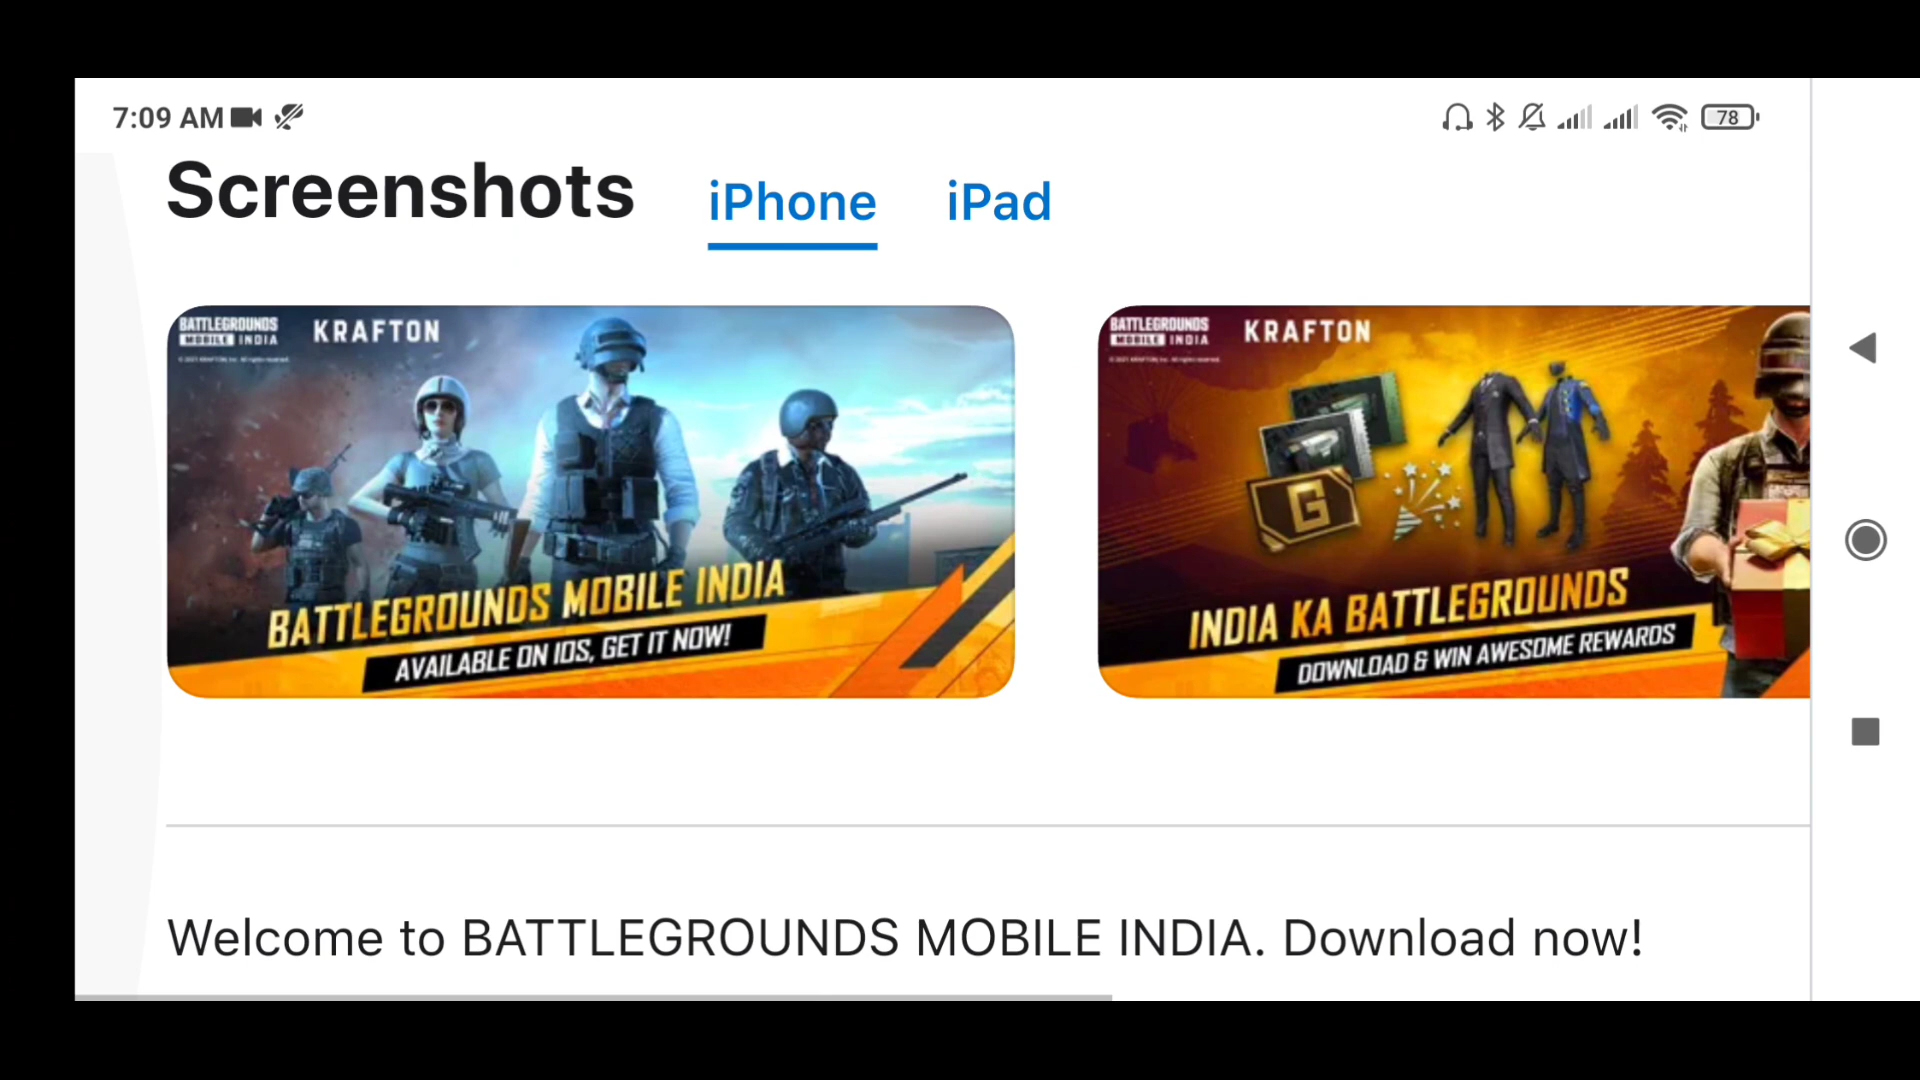 7:09 AM
78
Screenshots
iPhone
iPad
BATTLEGROUNDS
MOBILE INDIA
KRAFTON
BATTLEGROUNDS MOBILE INDIA
AVAILABLE ON IOS, GET IT NOW!
BATTLEGROUNDS
MOBILE INDIA
KRAFTON
G
INDIA KA BATTLEGROUNDS
DOWNLOAD & WIN AWESOME REWARDS
Welcome to BATTLEGROUNDS MOBILE INDIA. Download now!